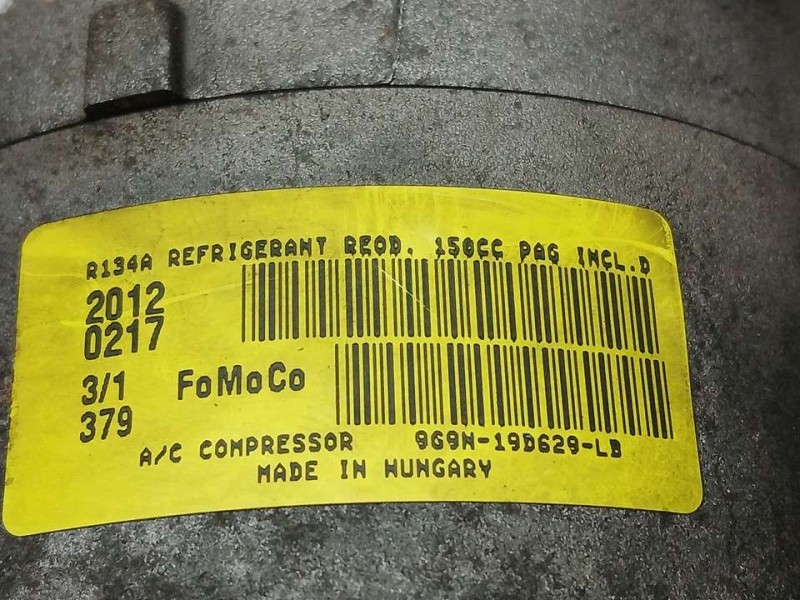 R134A REFRIGERANT REQD. 150CC PAG INCL.D
2012
0217
3/1
379
FoMoCo
A/C COMPRESSOR 9G9N-19D629-LB
MADE IN HUNGARY